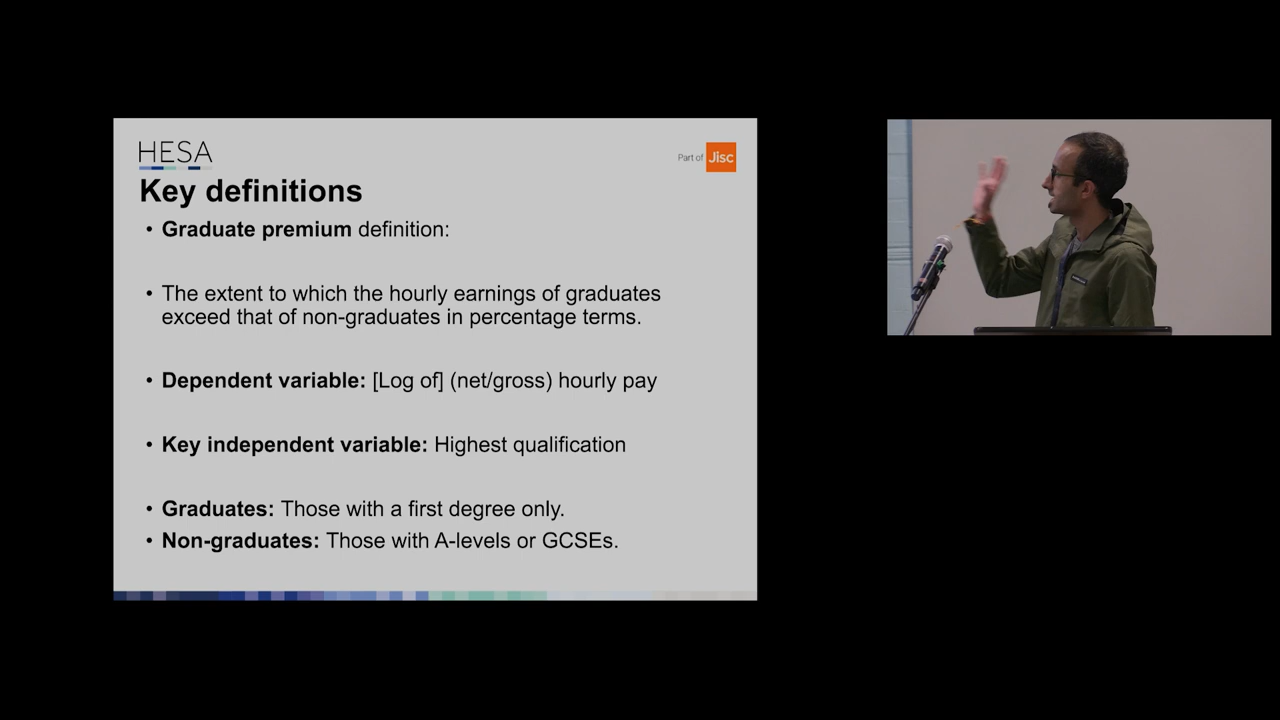 HESA
Part of Jisc
Key definitions
• Graduate premium definition:
• The extent to which the hourly earnings of graduates
exceed that of non-graduates in percentage terms.
• Dependent variable: [Log of] (net/gross) hourly pay
• Key independent variable: Highest qualification
• Graduates: Those with a first degree only.
• Non-graduates: Those with A-levels or GCSEs.